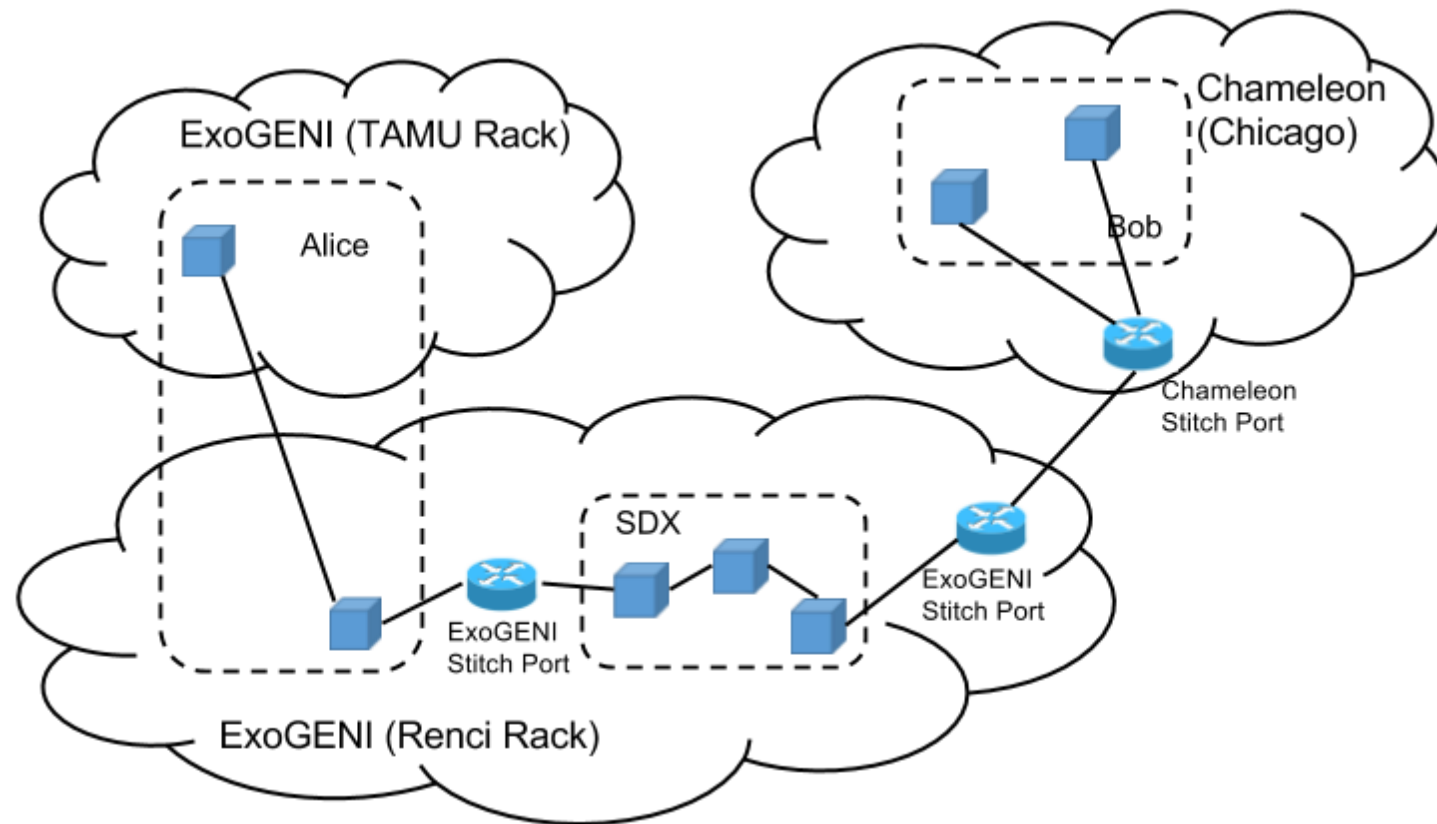 ExoGENI (TAMU Rack)
Alice
Chameleon
(Chicago)
Bob
Chameleon
Stitch Port
SDX
ExoGENI
Stitch Port
ExoGENI
Stitch Port
ExoGENI (Renci Rack)